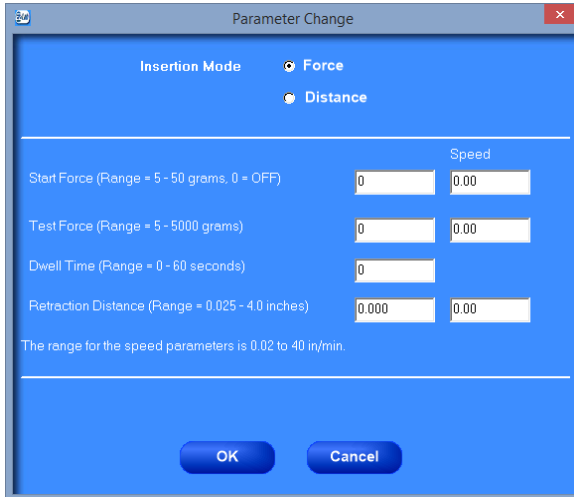 Parameter Change
Insertion Mode
Force
Distance
Speed
Start Force (Range = 5 - 50 grams, 0 = OFF)
0
0.00
Test Force (Range = 5 - 5000 grams)
0
0.00
Dwell Time (Range = 0 - 60 seconds)
0
Retraction Distance (Range = 0.025 - 4.0 inches)
0.000
0.00
The range for the speed parameters is 0.02 to 40 in/min.
OK
Cancel